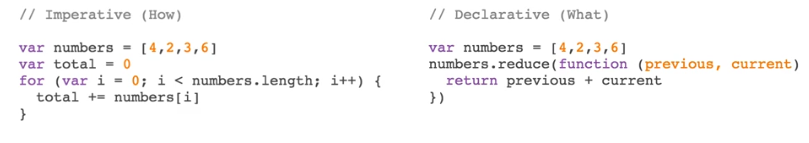 // Imperative (How)
var numbers = [4,2,3,6]
var total = 0
for (var i = 0; i < numbers.length; i++) {
  total += numbers[i]
}
// Declarative (What)
var numbers = [4,2,3,6]
numbers.reduce(function (previous, current)
  return previous + current
})